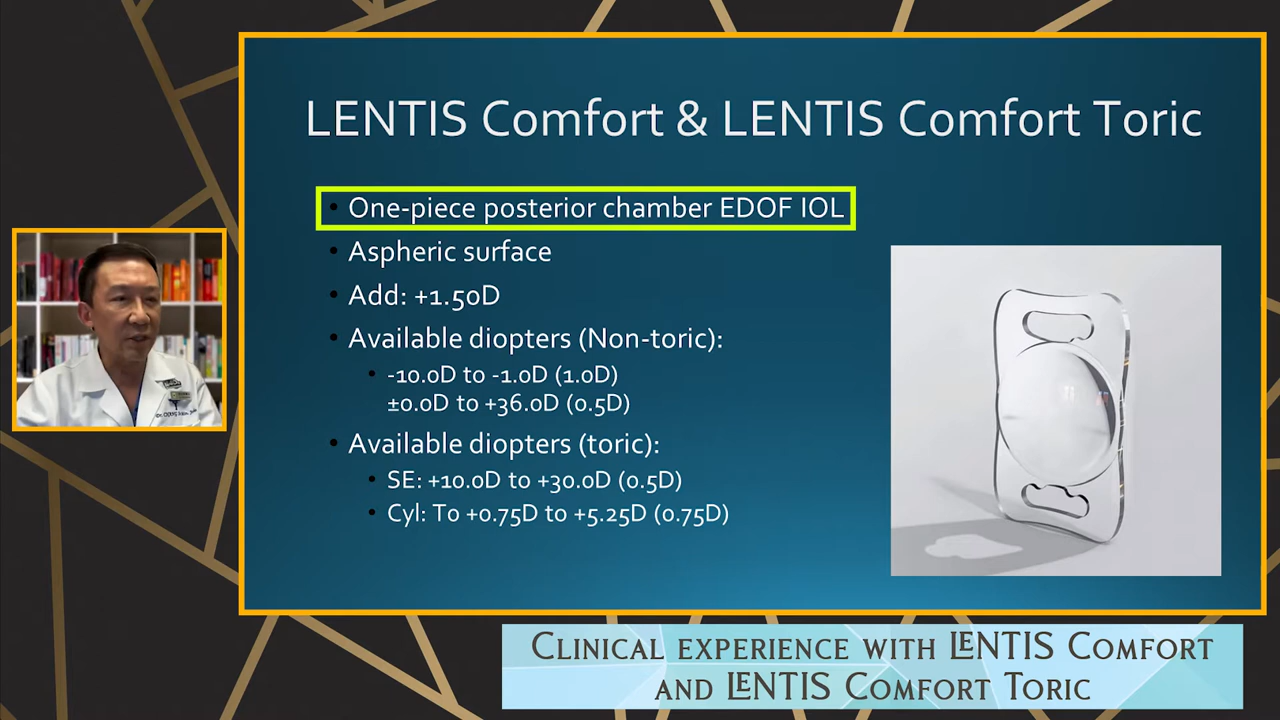 LENTIS Comfort & LENTIS Comfort Toric
• One-piece posterior chamber EDOF IOL
• Aspheric surface
• Add: +1.50D
• Available diopters (Non-toric):
• -10.0D to -1.0D (1.0D)
±0.0D to +36.0D (0.5D)
• Available diopters (toric):
• SE: +10.0D to +30.0D (0.5D)
• Cyl: T0 +0.75D to +5.25D (0.75D)
Clinical experience with LENTIS Comfort
and LENTIS Comfort Toric